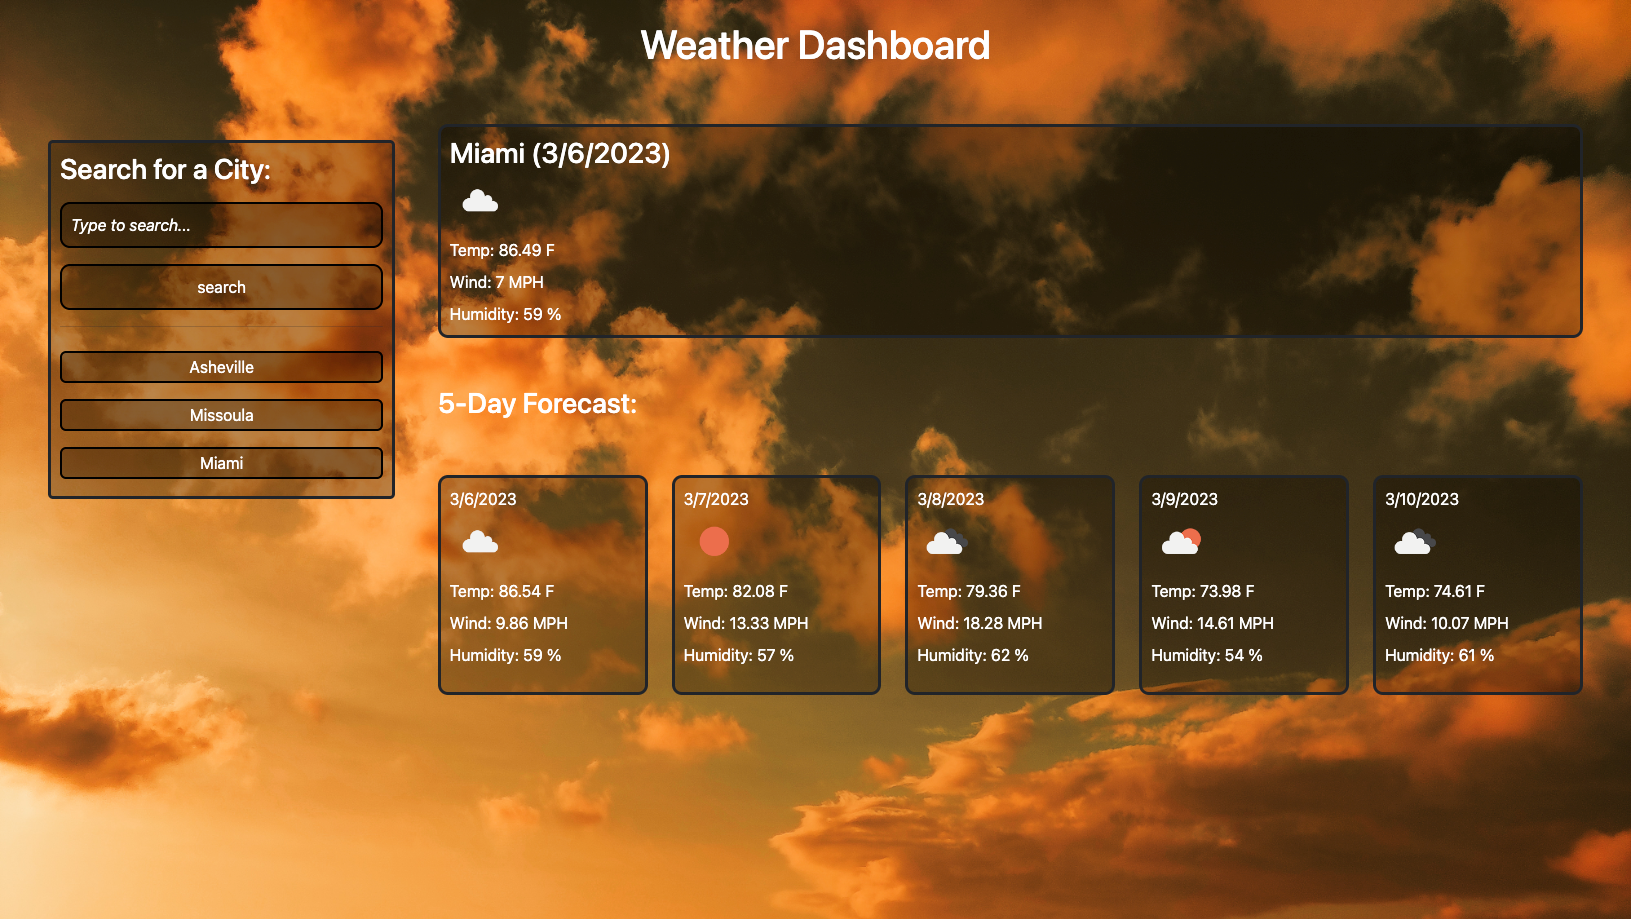 Weather Dashboard
Search for a City:
Type to search...
search
Asheville
Missoula
Miami
Miami (3/6/2023)
Temp: 86.49 F
Wind: 7 MPH
Humidity: 59 %
5-Day Forecast:
3/6/2023
Temp: 86.54 F
Wind: 9.86 MPH
Humidity: 59 %
3/7/2023
Temp: 82.08 F
Wind: 13.33 MPH
Humidity: 57 %
3/8/2023
Temp: 79.36 F
Wind: 18.28 MPH
Humidity: 62 %
3/9/2023
Temp: 73.98 F
Wind: 14.61 MPH
Humidity: 54 %
3/10/2023
Temp: 74.61 F
Wind: 10.07 MPH
Humidity: 61 %